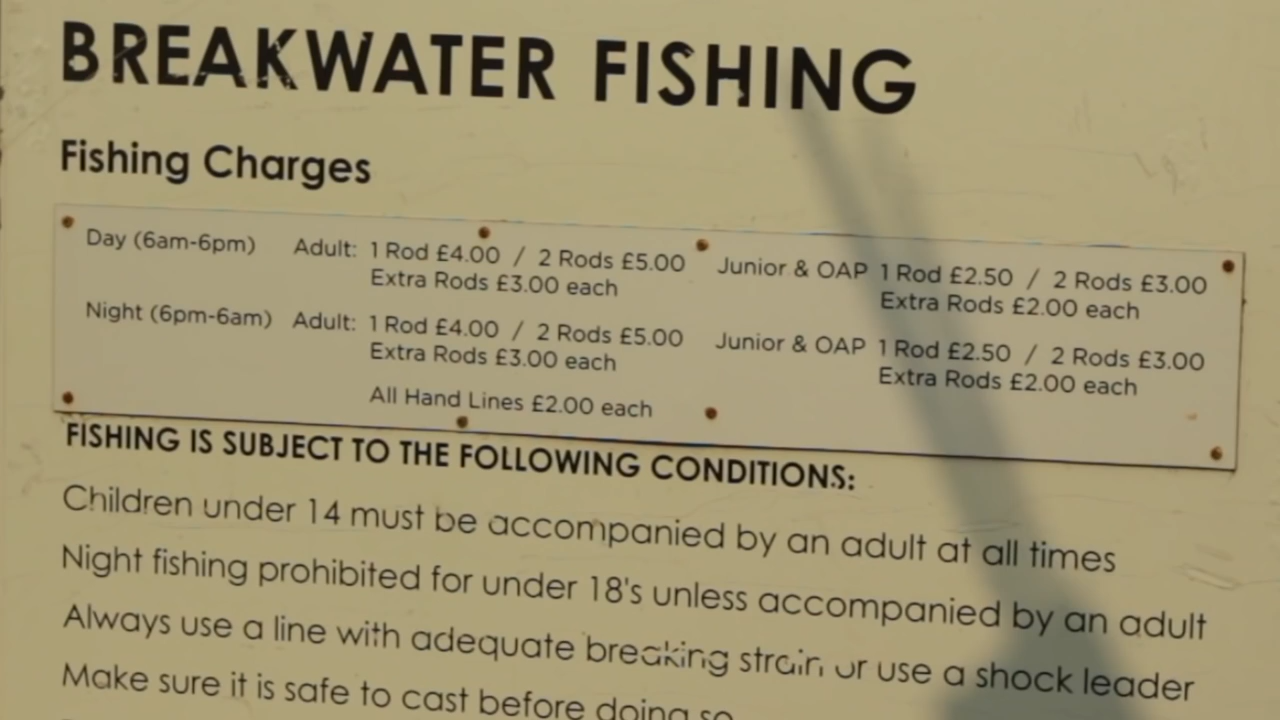 BREAKWATER FISHING
Fishing Charges
Day (6am-6pm) Adult: 1 Rod £4.00 / 2 Rods £5.00 Junior & OAP 1 Rod £2.50 / 2 Rods £3.00
Extra Rods £3.00 each Extra Rods £2.00 each
Night (6pm-6am) Adult: 1 Rod £4.00 / 2 Rods £5.00 Junior & OAP 1 Rod £2.50 / 2 Rods £3.00
Extra Rods £3.00 each Extra Rods £2.00 each
All Hand Lines £2.00 each
FISHING IS SUBJECT TO THE FOLLOWING CONDITIONS:
Children under 14 must be accompanied by an adult at all times
Night fishing prohibited for under 18's unless accompanied by an adult
Always use a line with adequate breaking strain or use a shock leader
Make sure it is safe to cast before doing so